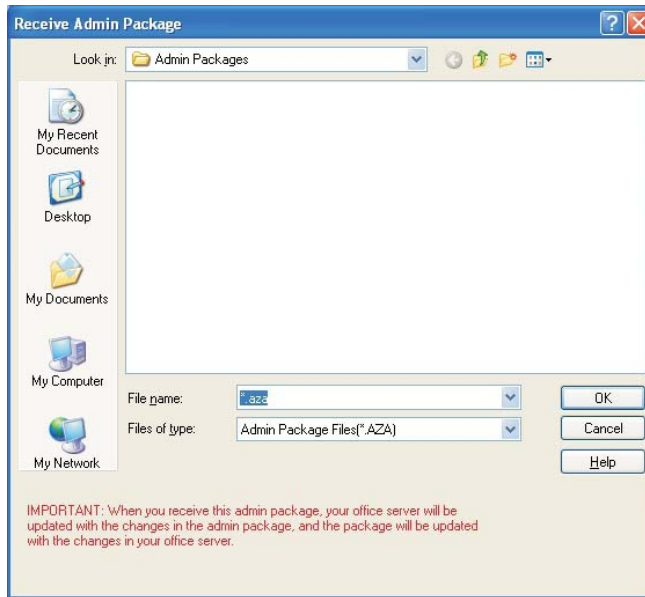 Receive Admin Package
Look in: Admin Packages
My Recent
Documents
Desktop
My Documents
My Computer
My Network
File name: *.aza OK
Files of type: Admin Package Files(*.AZA) Cancel
Help
IMPORTANT: When you receive this admin package, your office server will be
updated with the changes in the admin package, and the package will be updated
with the changes in your office server.